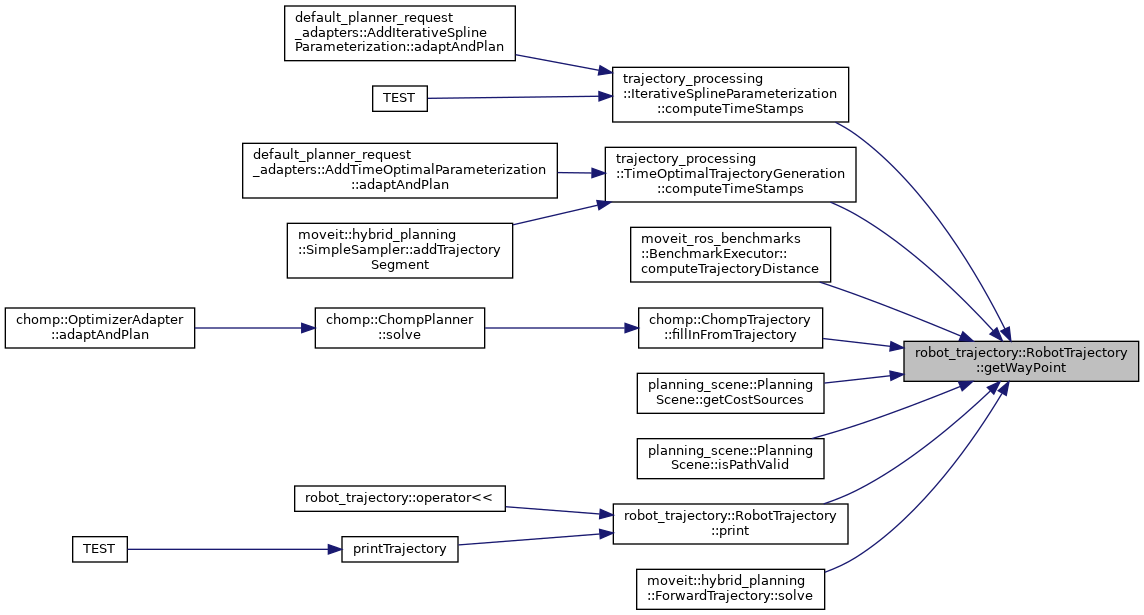 default_planner_request
_adapters::AddIterativeSpline
Parameterization::adaptAndPlan
trajectory_processing
::IterativeSplineParameterization
::computeTimeStamps
TEST
default_planner_request
_adapters::AddTimeOptimalParameterization
::adaptAndPlan
trajectory_processing
::TimeOptimalTrajectoryGeneration
::computeTimeStamps
moveit::hybrid_planning
::SimpleSampler::addTrajectory
Segment
moveit_ros_benchmarks
::BenchmarkExecutor::
computeTrajectoryDistance
chomp::OptimizerAdapter
::adaptAndPlan
chomp::ChompPlanner
::solve
chomp::ChompTrajectory
::fillInFromTrajectory
robot_trajectory::RobotTrajectory
::getWayPoint
planning_scene::Planning
Scene::getCostSources
planning_scene::Planning
Scene::isPathValid
robot_trajectory::operator<<
robot_trajectory::RobotTrajectory
::print
TEST
printTrajectory
moveit::hybrid_planning
::ForwardTrajectory::solve